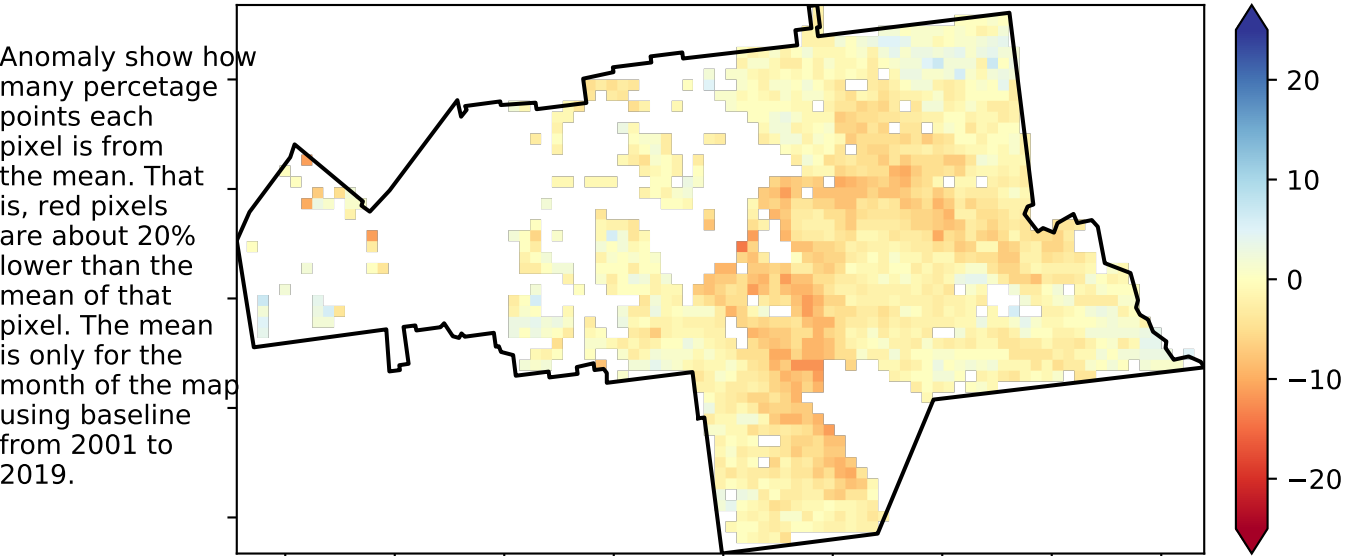 Anomaly show how
many percetage
points each
pixel is from
the mean. That
is, red pixels
are about 20%
lower than the
mean of that
pixel. The mean
is only for the
month of the map
using baseline
from 2001 to
2019.
20
10
0
−10
−20